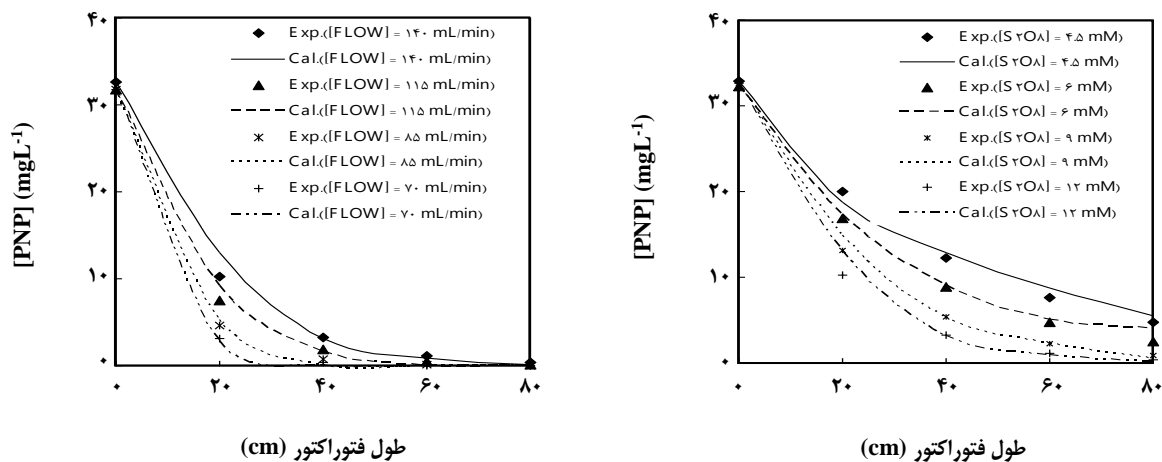 ۴۰
۳۰
۲۰
۱۰
۰
[PNP] (mgL-1)
Exp.([FLOW] = ۱۴۰ mL/min)
Cal.([FLOW] = ۱۴۰ mL/min)
Exp.([FLOW] = ۱۱۵ mL/min)
Cal.([FLOW] = ۱۱۵ mL/min)
Exp.([FLOW] = ۸۵ mL/min)
Cal.([FLOW] = ۸۵ mL/min)
Exp.([FLOW] = ۷۰ mL/min)
Cal.([FLOW] = ۷۰ mL/min)
۰ ۲۰ ۴۰ ۶۰ ۸۰
طول فتوراکتور (cm)
۴۰
۳۰
۲۰
۱۰
۰
[PNP] (mgL-1)
Exp.([S۲O۸] = ۴.۵ mM)
Cal.([S۲O۸] = ۴.۵ mM)
Exp.([S۲O۸] = ۶ mM)
Cal.([S۲O۸] = ۶ mM)
Exp.([S۲O۸] = ۹ mM)
Cal.([S۲O۸] = ۹ mM)
Exp.([S۲O۸] = ۱۲ mM)
Cal.([S۲O۸] = ۱۲ mM)
۰ ۲۰ ۴۰ ۶۰ ۸۰
طول فتوراکتور (cm)